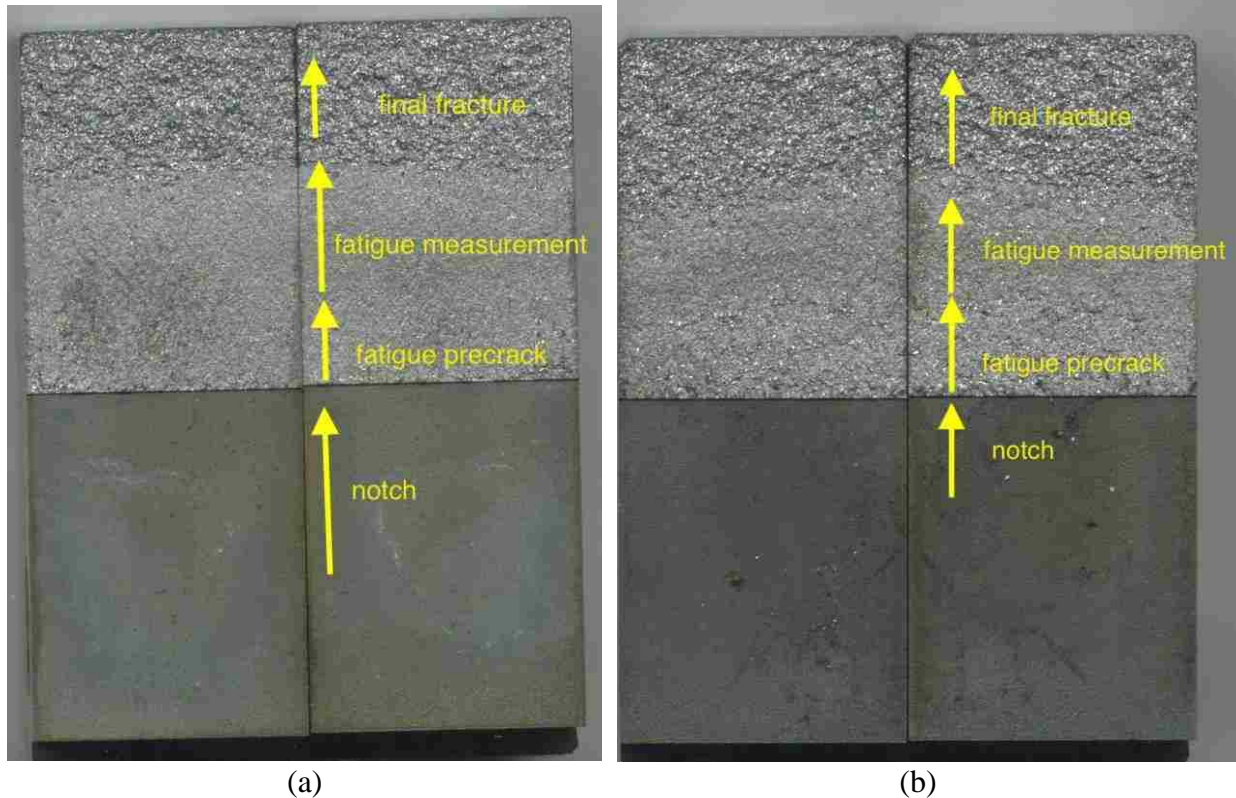 final fracture
fatigue measurement
fatigue precrack
notch
(a)
final fracture
fatigue measurement
fatigue precrack
notch
(b)